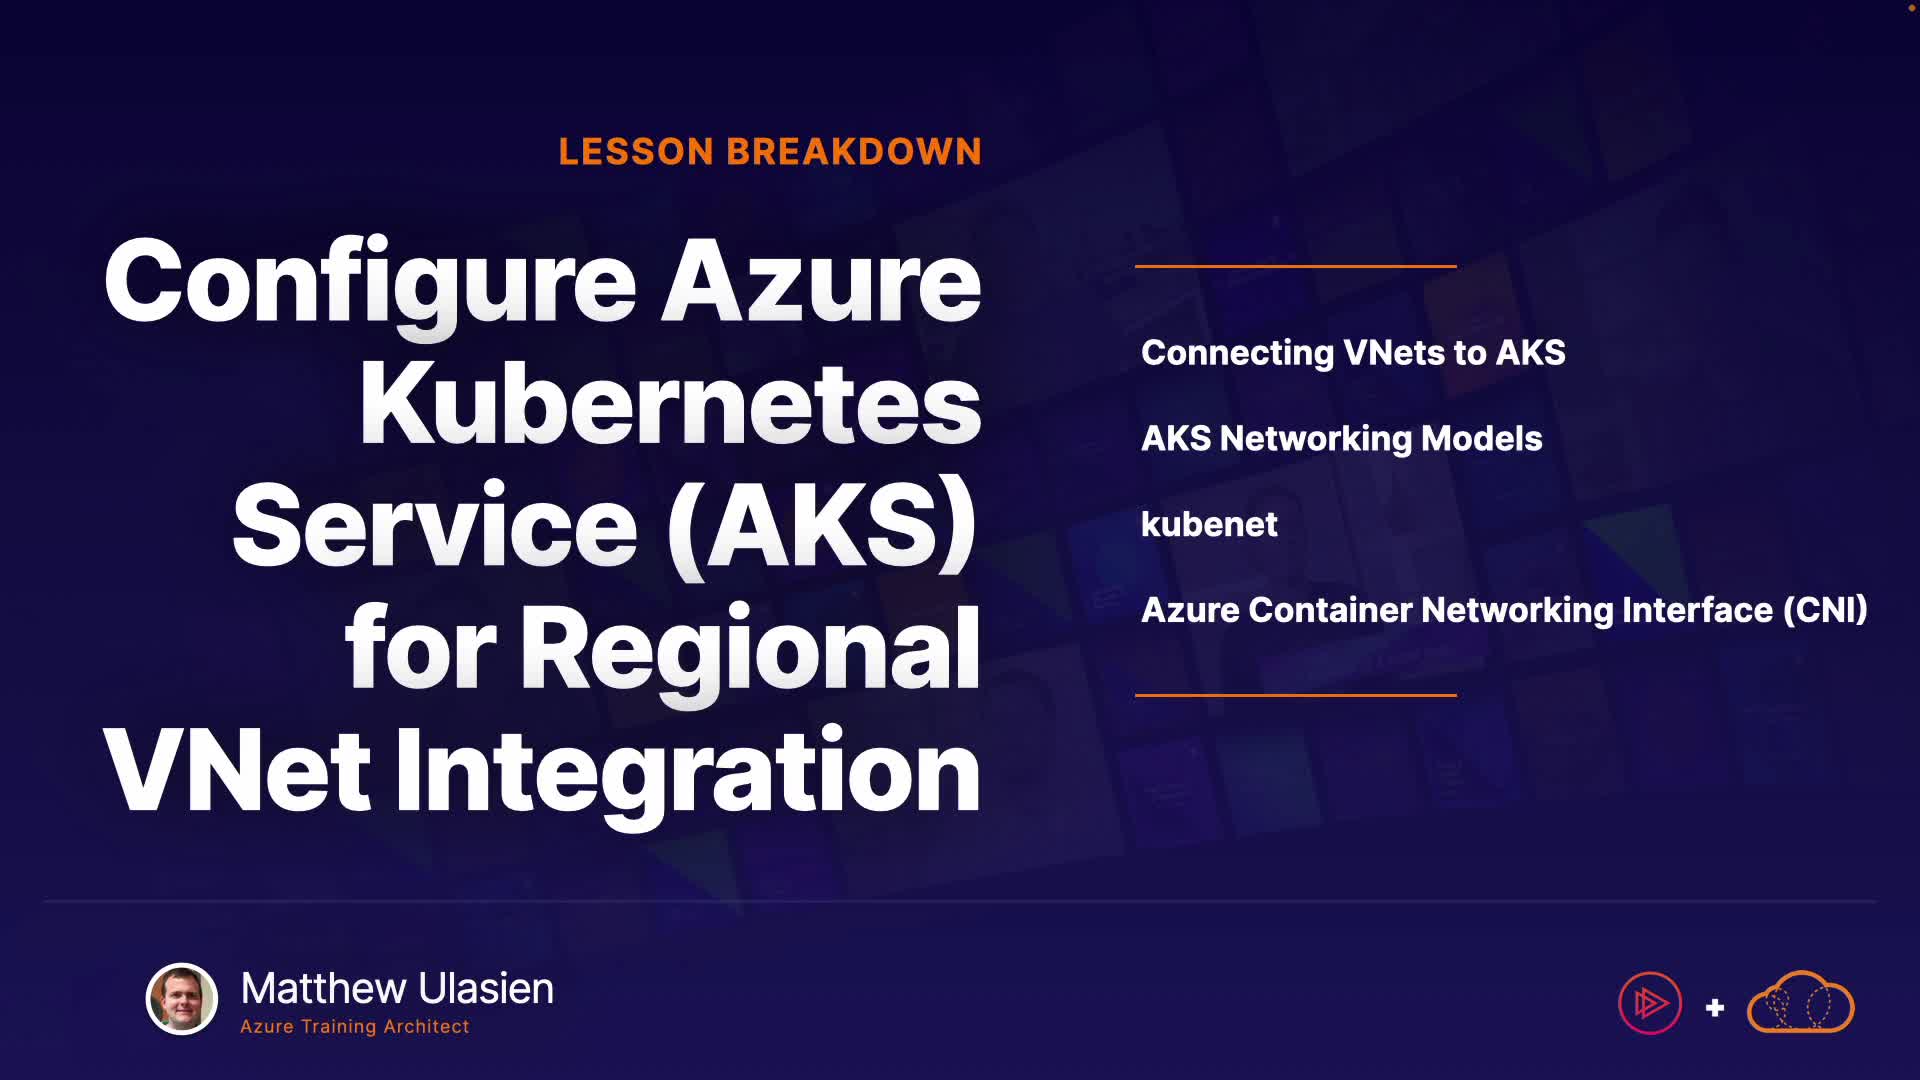 LESSON BREAKDOWN
Configure Azure
Kubernetes
Service (AKS)
for Regional
VNet Integration
Connecting VNets to AKS
AKS Networking Models
kubenet
Azure Container Networking Interface (CNI)
Matthew Ulasien
Azure Training Architect
+